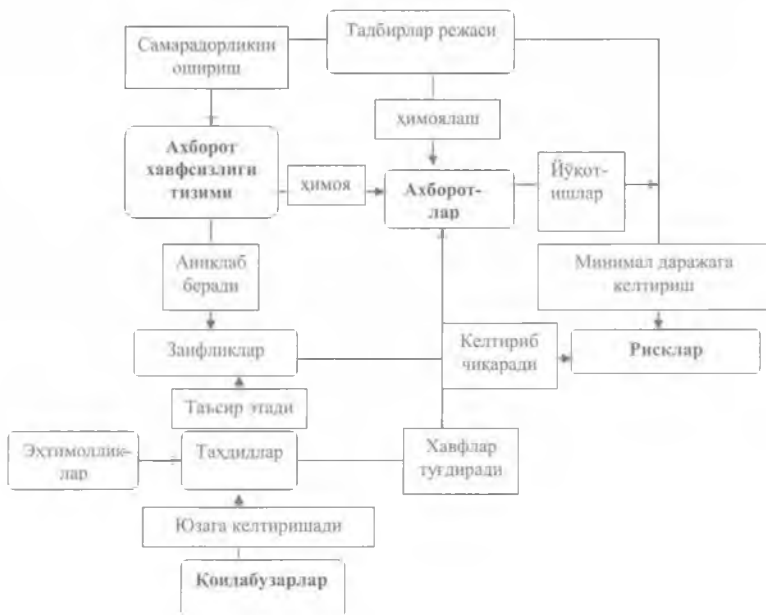 Самарадорликни
ошириш
Тадбирлар режаси
ҳимоялаш
Ахборот
хавфсизлиги
тизими
ҳимоя
Ахборот-
лар
Йўқот-
ишлар
Аниклаб
беради
Минимал даражага
келтириш
Заифликлар
Келтириб
чиқаради
Рисклар
Таъсир этади
Эҳтимоллик-
лар
Таҳдидлар
Хавфлар
туғдиради
Юзага келтиришади
Қоидабузарлар